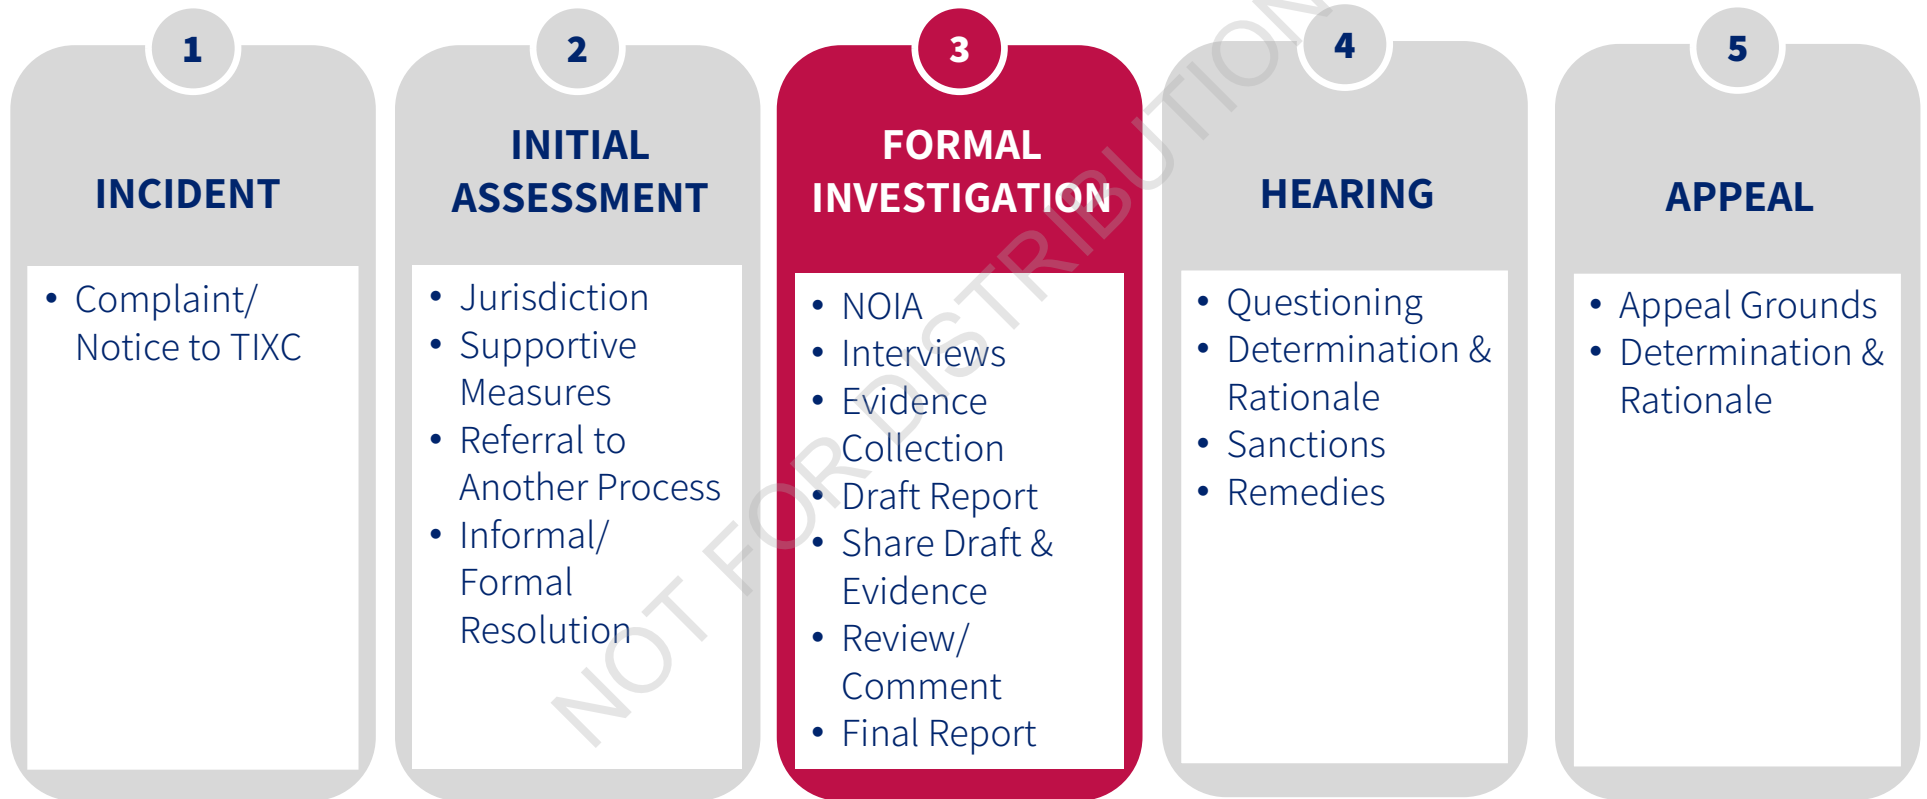 1
INCIDENT
• Complaint/
Notice to TIXC
2
INITIAL
ASSESSMENT
• Jurisdiction
• Supportive
Measures
• Referral to
Another Process
• Informal/
Formal
Resolution
3
FORMAL
INVESTIGATION
• NOIA
• Interviews
• Evidence
Collection
• Draft Report
• Share Draft &
Evidence
• Review/
Comment
• Final Report
4
HEARING
• Questioning
• Determination &
Rationale
• Sanctions
• Remedies
5
APPEAL
• Appeal Grounds
• Determination &
Rationale
NOT FOR DISTRIBUTION